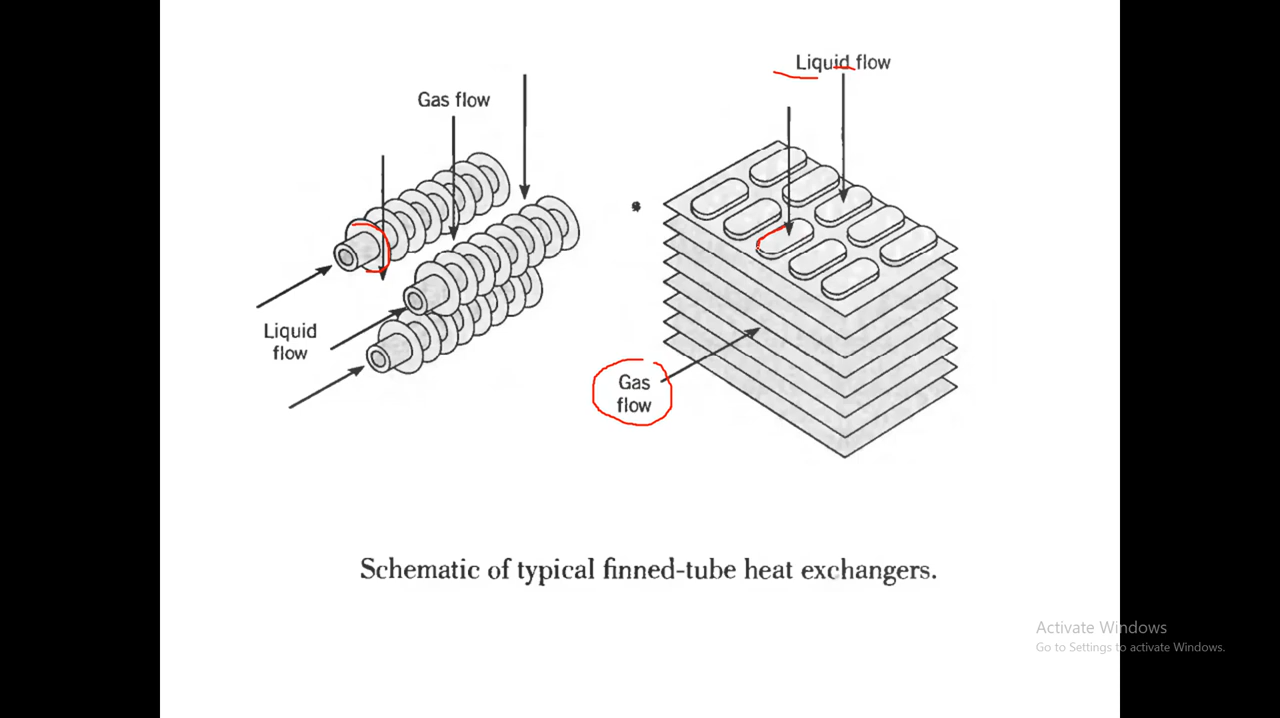 Liquid flow
Gas flow
Liquid
flow
Gas
flow
Schematic of typical finned-tube heat exchangers.
Activate Windows
Go to Settings to activate Windows.